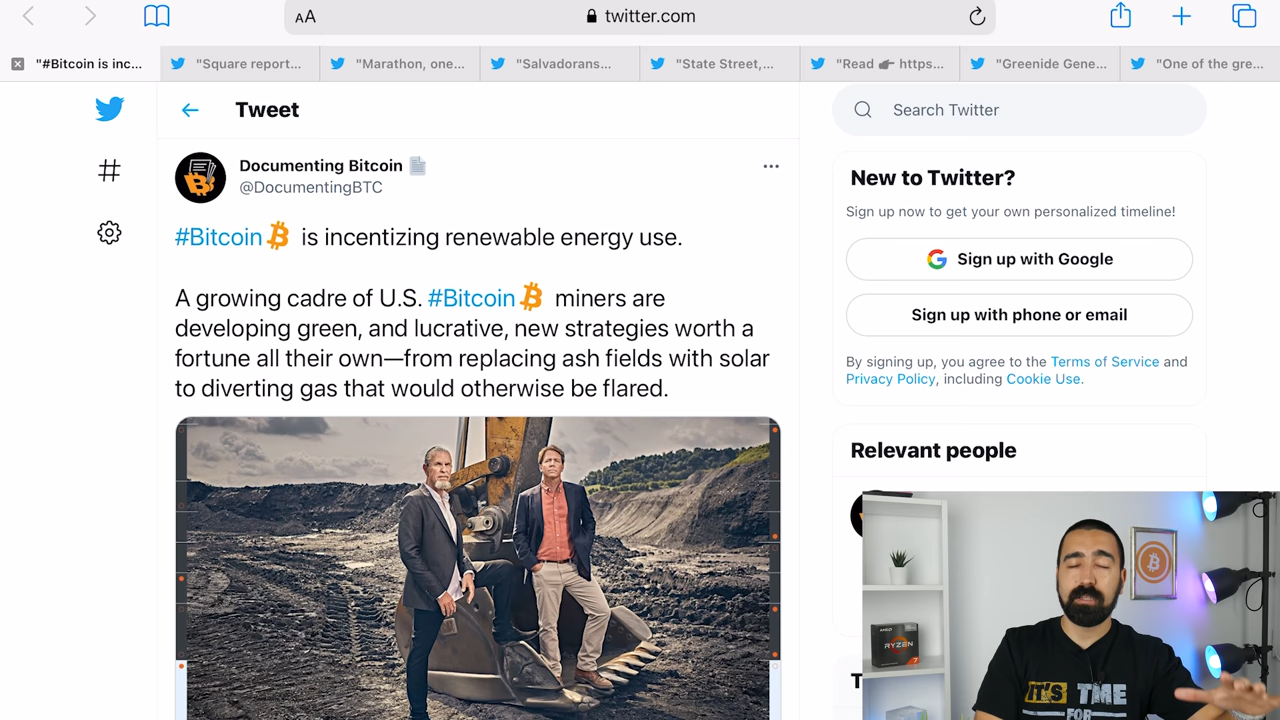 AA
twitter.com
"#Bitcoin is inc...
"Square report...
"Marathon, one...
"Salvadorans...
"State Street,...
"Read 👉 https...
"Greenide Gene...
"One of the gre...
Tweet
Search Twitter
Documenting Bitcoin
@DocumentingBTC
#Bitcoin is incentizing renewable energy use.
A growing cadre of U.S. #Bitcoin miners are
developing green, and lucrative, new strategies worth a
fortune all their own—from replacing ash fields with solar
to diverting gas that would otherwise be flared.
New to Twitter?
Sign up now to get your own personalized timeline!
Sign up with Google
Sign up with phone or email
By signing up, you agree to the Terms of Service and
Privacy Policy, including Cookie Use.
Relevant people
T
AMD
RYZEN
7
IT'S TIME
FOR